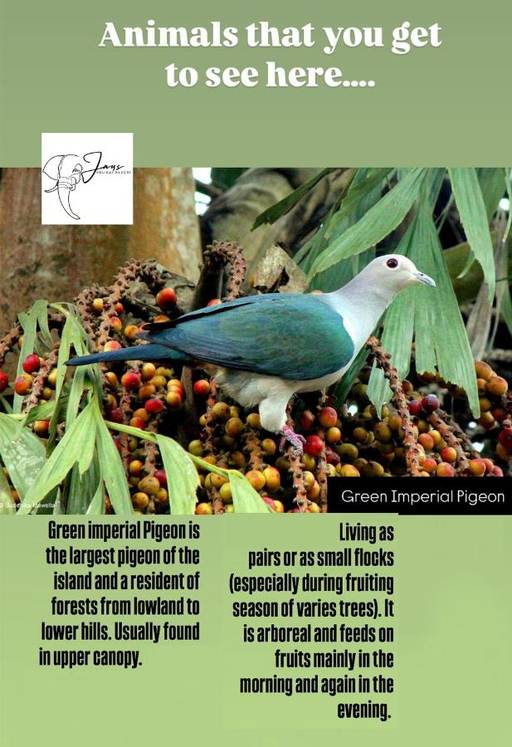 Animals that you get
to see here....
Jays
Green Imperial Pigeon
Green imperial Pigeon is
the largest pigeon of the
island and a resident of
forests from lowland to
lower hills. Usually found
in upper canopy.
Living as
pairs or as small flocks
(especially during fruiting
season of varies trees). It
is arboreal and feeds on
fruits mainly in the
morning and again in the
evening.